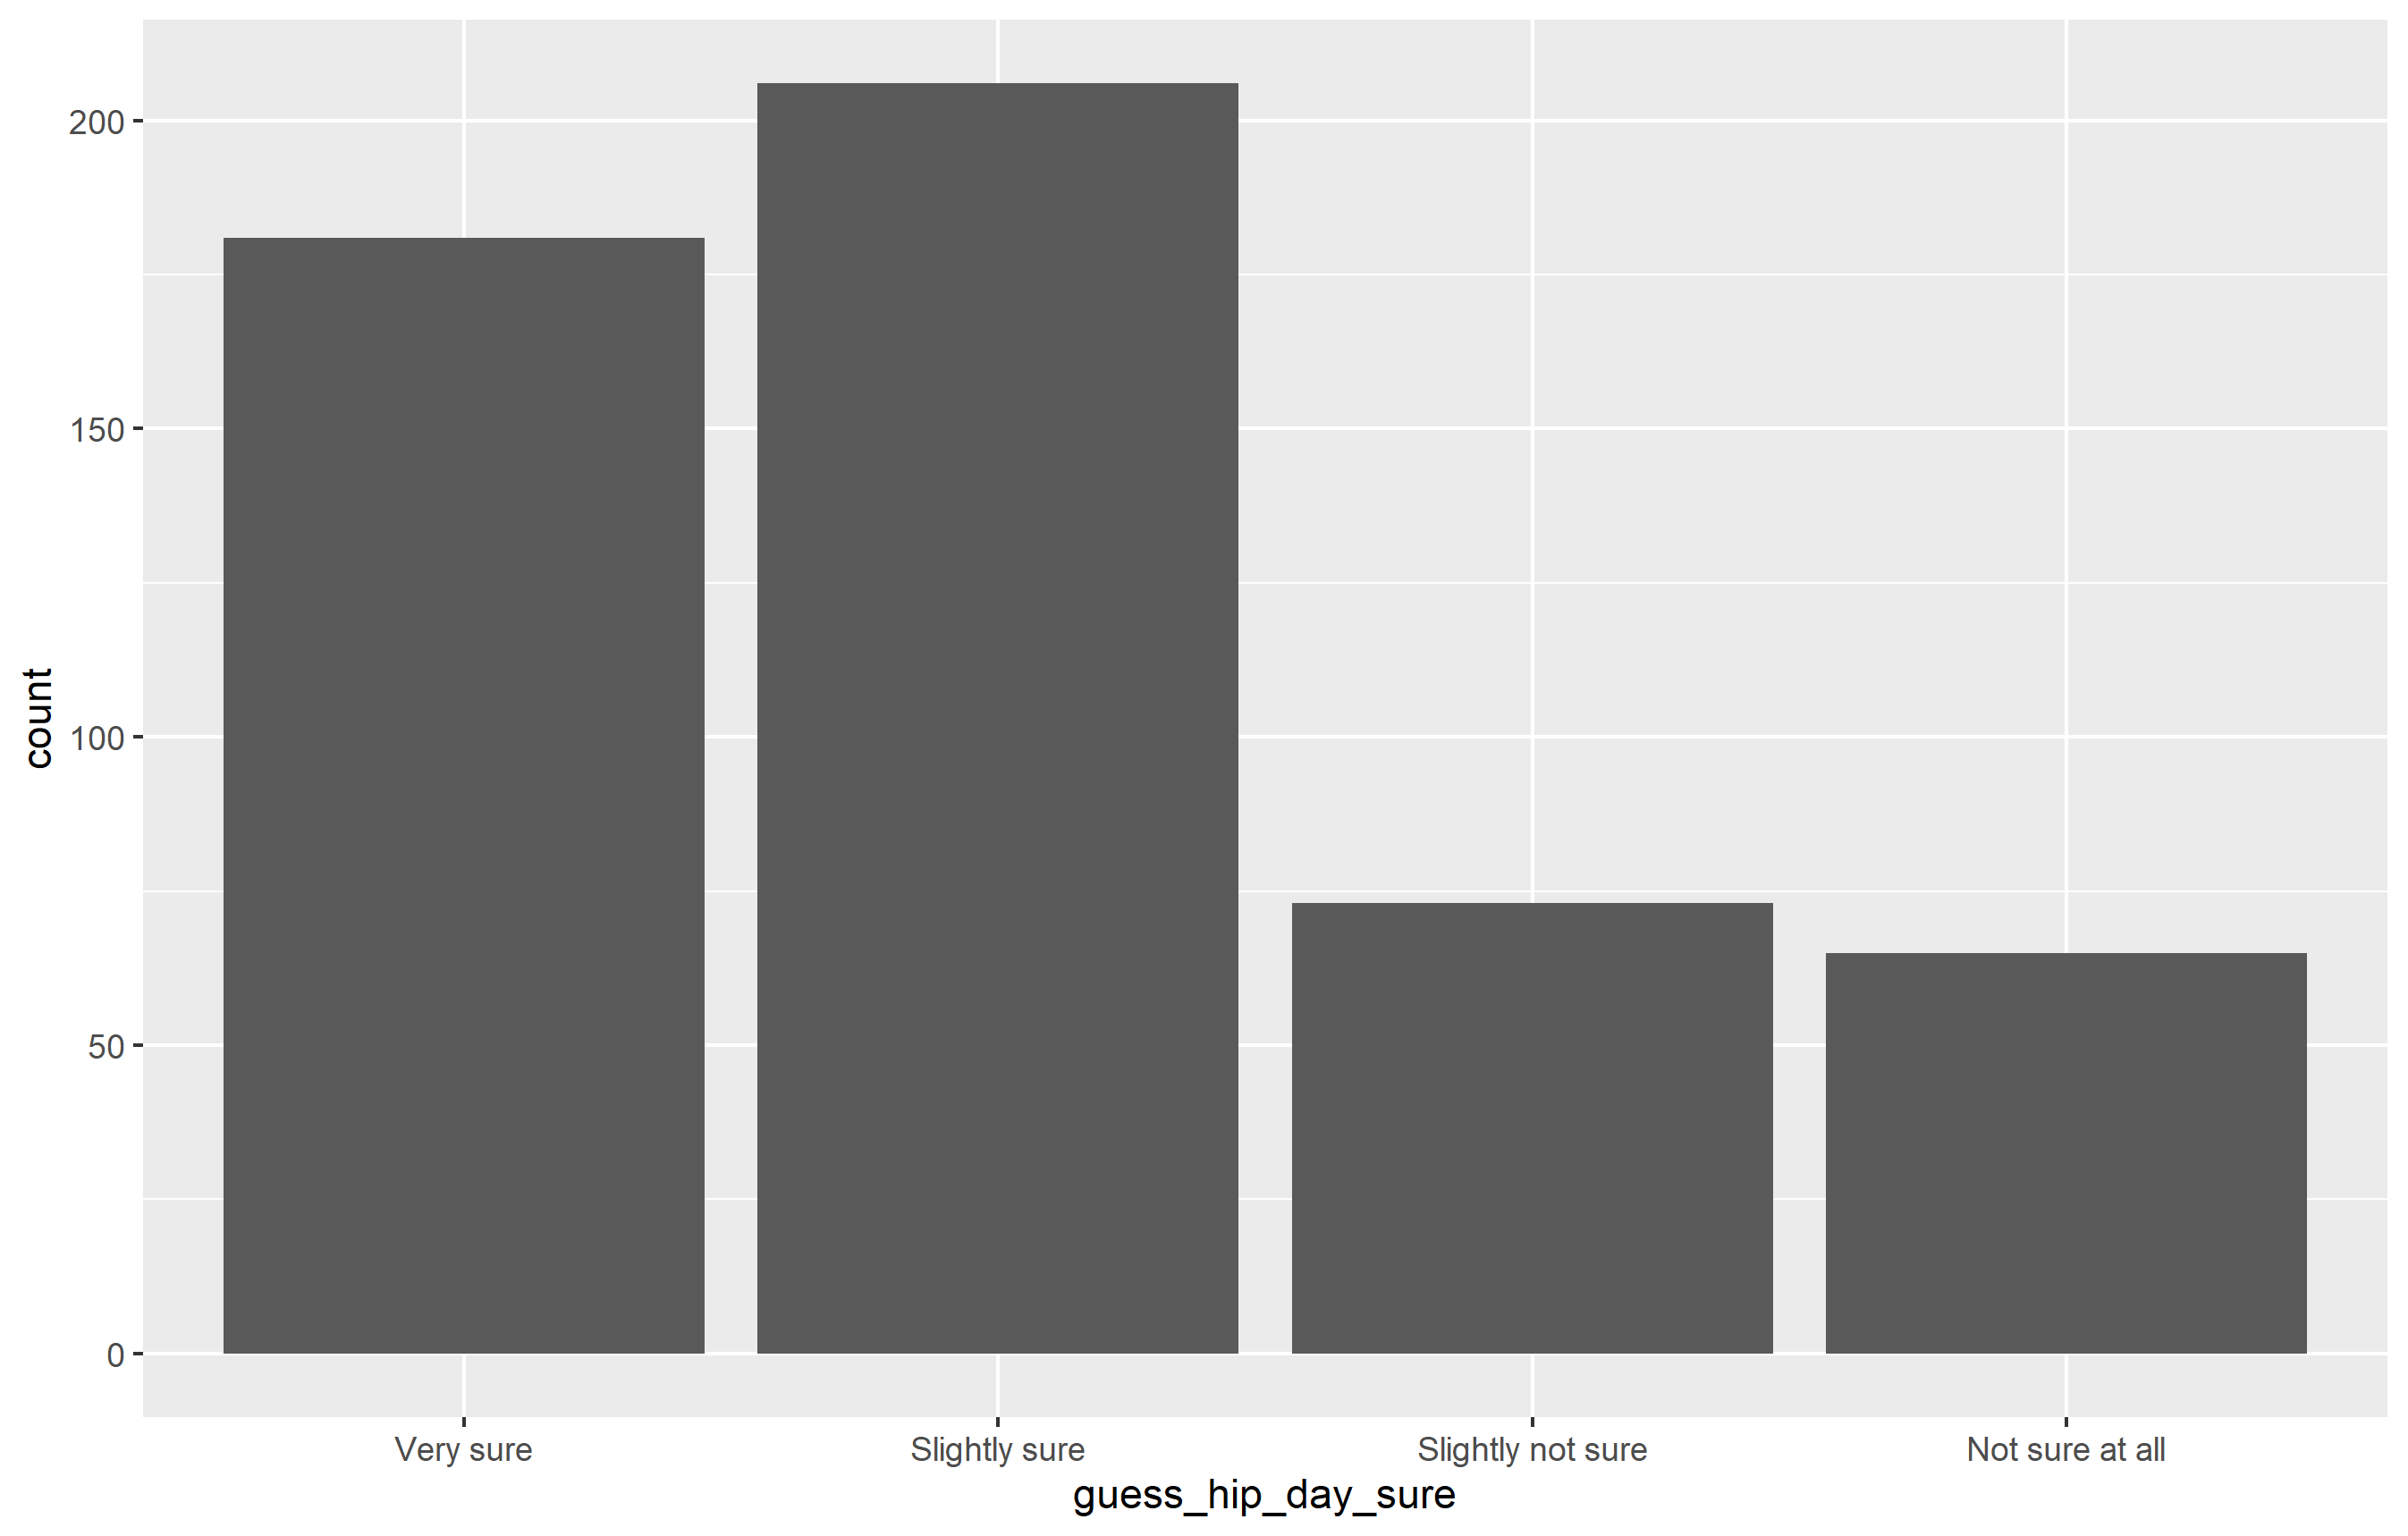 count
200
150
100
50
0
Very sure
Slightly sure
Slightly not sure
Not sure at all
guess_hip_day_sure